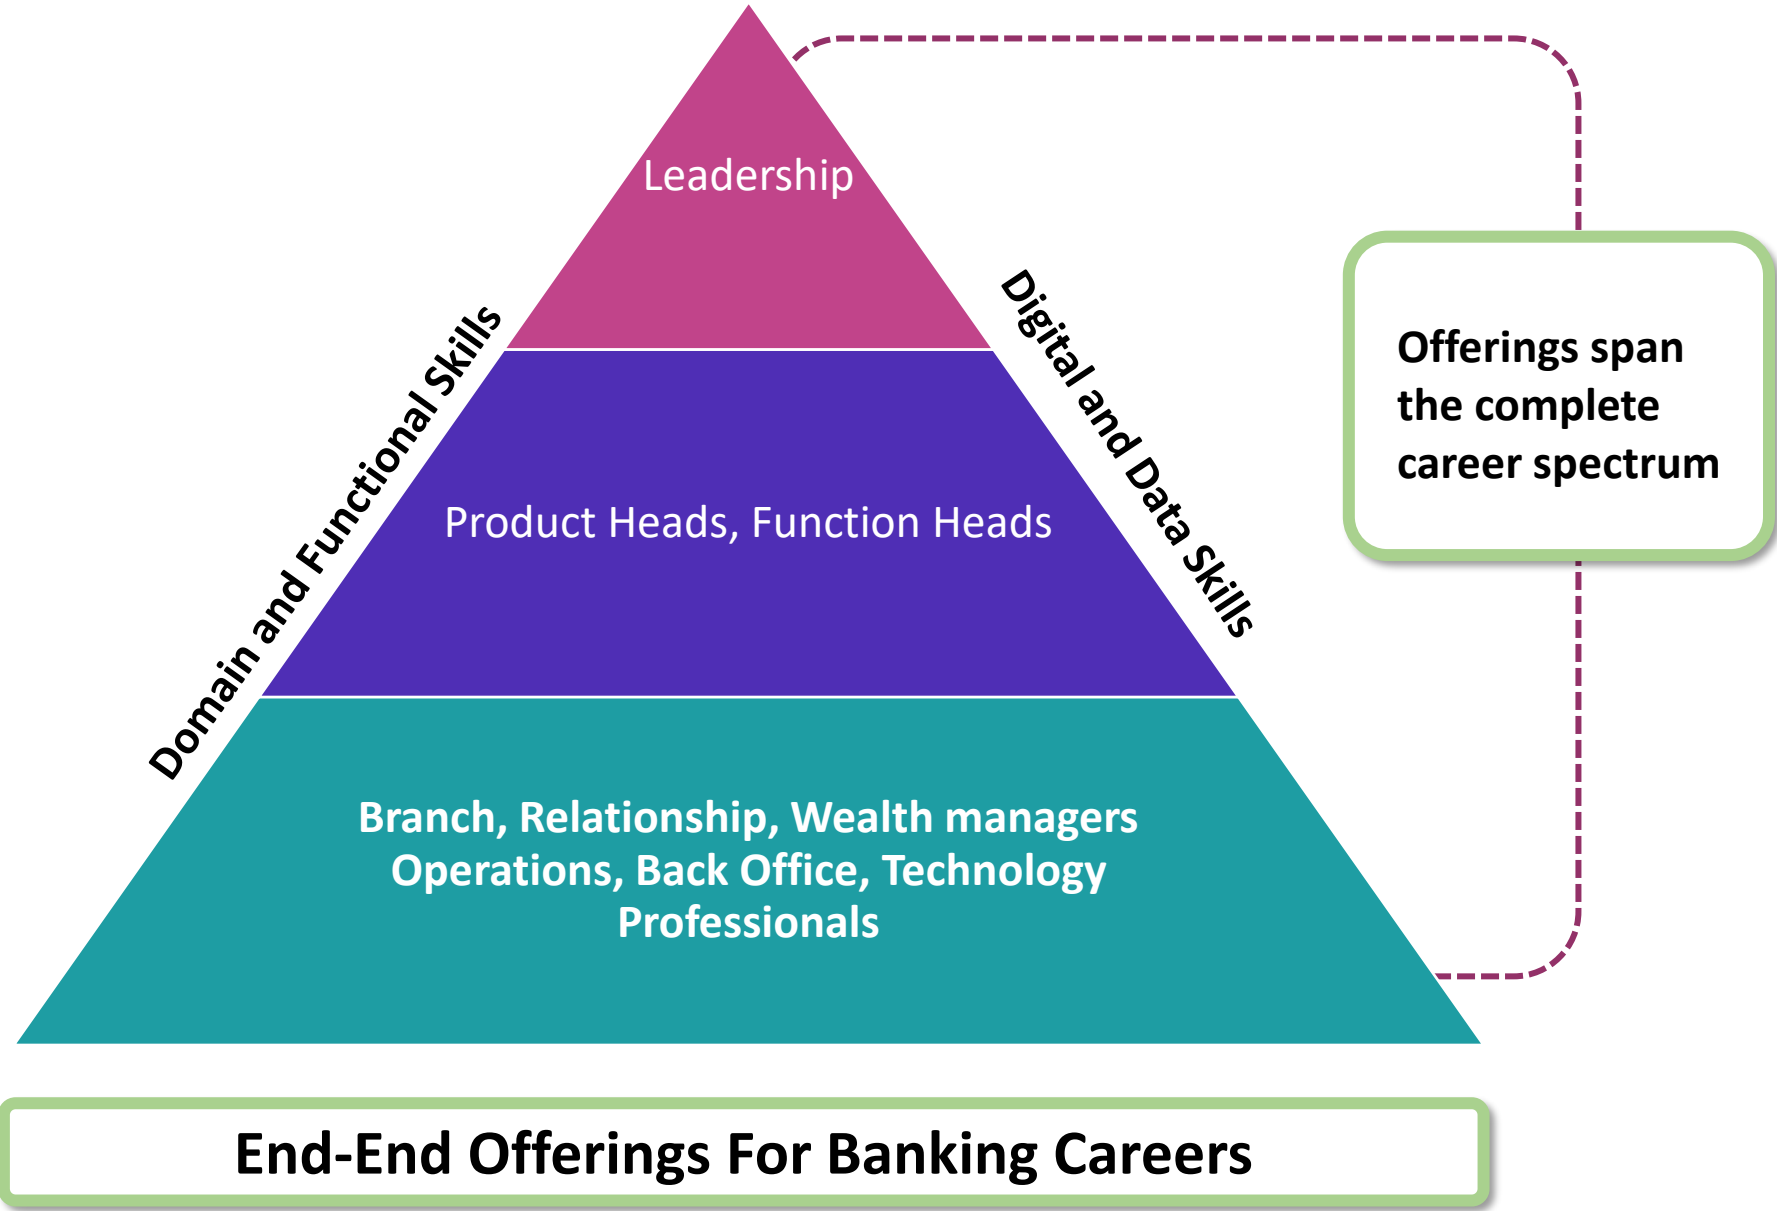 Leadership
Domain and Functional Skills
Digital and Data Skills
Offerings span
the complete
career spectrum
Product Heads, Function Heads
Branch, Relationship, Wealth managers
Operations, Back Office, Technology
Professionals
End-End Offerings For Banking Careers